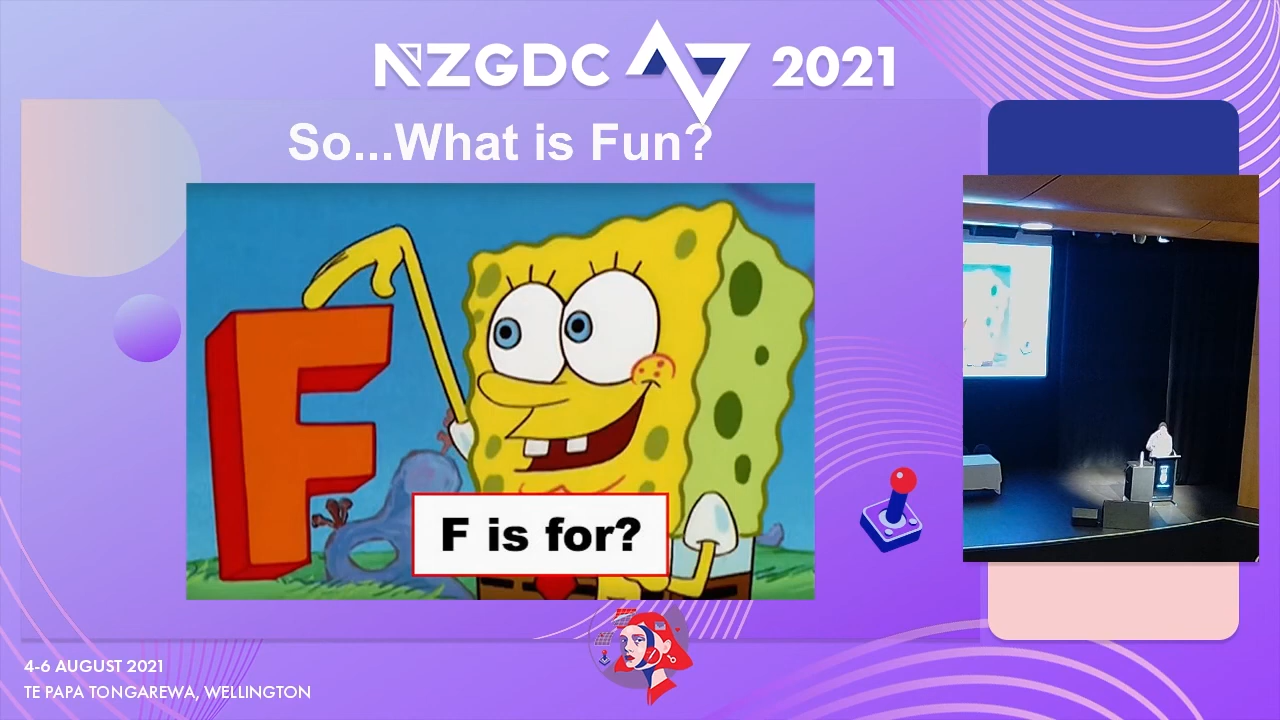 NZGDC 2021
So...What is Fun?
F
F is for?
4-6 AUGUST 2021
TE PAPA TONGAREWA, WELLINGTON